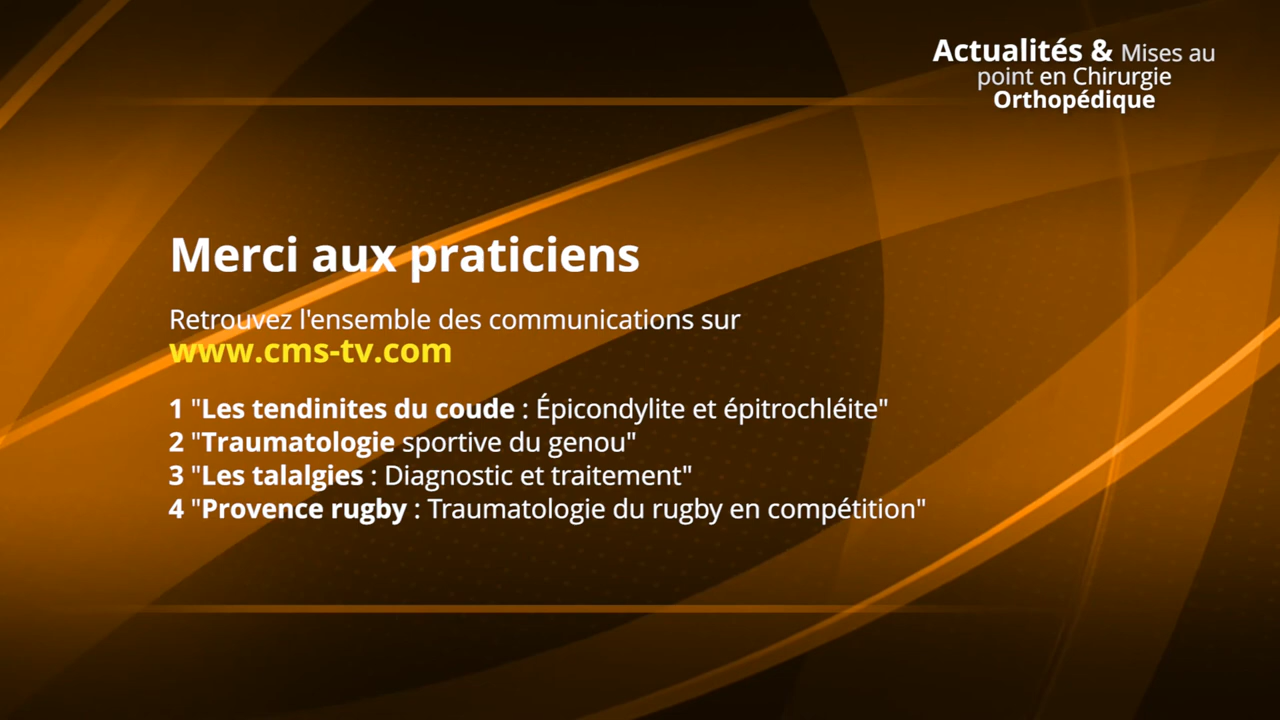 Actualités & Mises au
point en Chirurgie
Orthopédique
Merci aux praticiens
Retrouvez l'ensemble des communications sur
www.cms-tv.com
1 "Les tendinites du coude : Épicondylite et épitrochléite"
2 "Traumatologie sportive du genou"
3 "Les talalgies : Diagnostic et traitement"
4 "Provence rugby : Traumatologie du rugby en compétition"